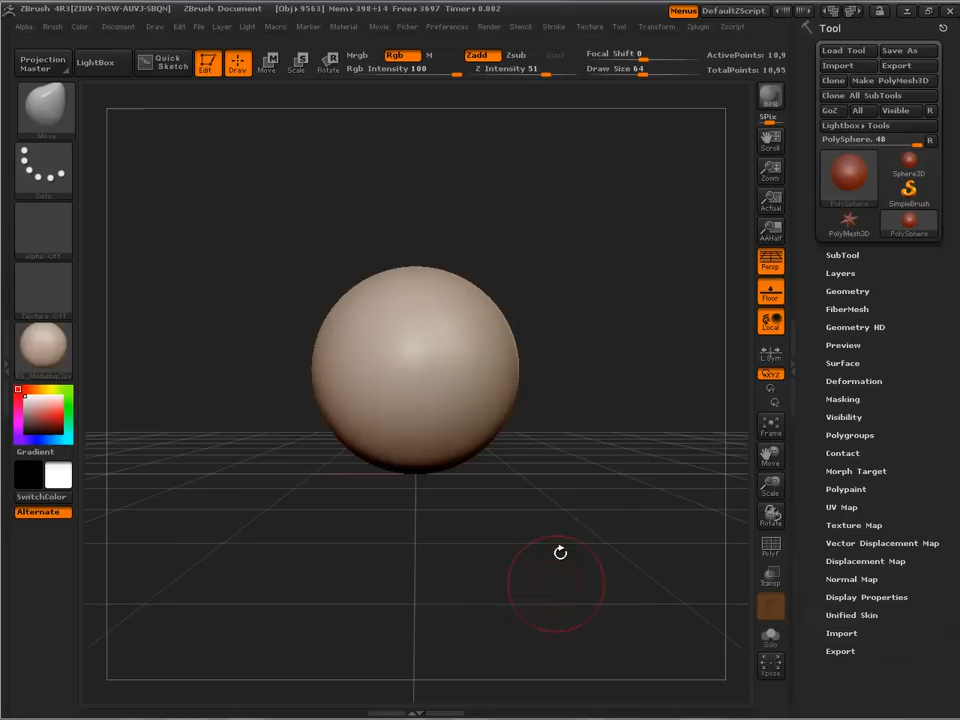 ZBrush 4R3[ZIBV-TMSW-AUVJ-SBQN] ZBrush Document [Obj> 9563] Mem> 398+14 Free> 3697 Timer> 0.002 Menus DefaultZScript
Alpha Brush Color Document Draw Edit File Layer Light Macro Marker Material Movie Picker Preferences Render Stencil Stroke Texture Tool Transform Zplugin Zscript
Projection Master
LightBox
Quick Sketch
Edit
Draw
Move
Scale
Rotate
Mrgb Rgb M
Rgb Intensity 100
Zadd Zsub Zcut
Z Intensity 51
Focal Shift 0
Draw Size 64
ActivePoints: 10,9
TotalPoints: 10,95
Move
Dots
Alpha Off
Texture Off
Gradient
SwitchColor
Alternate
BPR
SPix
Scroll
Zoom
Actual
AAHalf
Persp
Floor
Local
L.Sym
XYZ
Frame
Move
Scale
Rotate
PolyF
Transp
Solo
Xpose
Tool
Load Tool Save As
Import Export
Clone Make PolyMesh3D
Clone All SubTools
GoZ All Visible R
Lightbox▸Tools
PolySphere. 48 R
PolySphere
Sphere3D
SimpleBrush
PolyMesh3D
PolySphere
SubTool
Layers
Geometry
FiberMesh
Geometry HD
Preview
Surface
Deformation
Masking
Visibility
Polygroups
Contact
Morph Target
Polypaint
UV Map
Texture Map
Vector Displacement Map
Displacement Map
Normal Map
Display Properties
Unified Skin
Import
Export